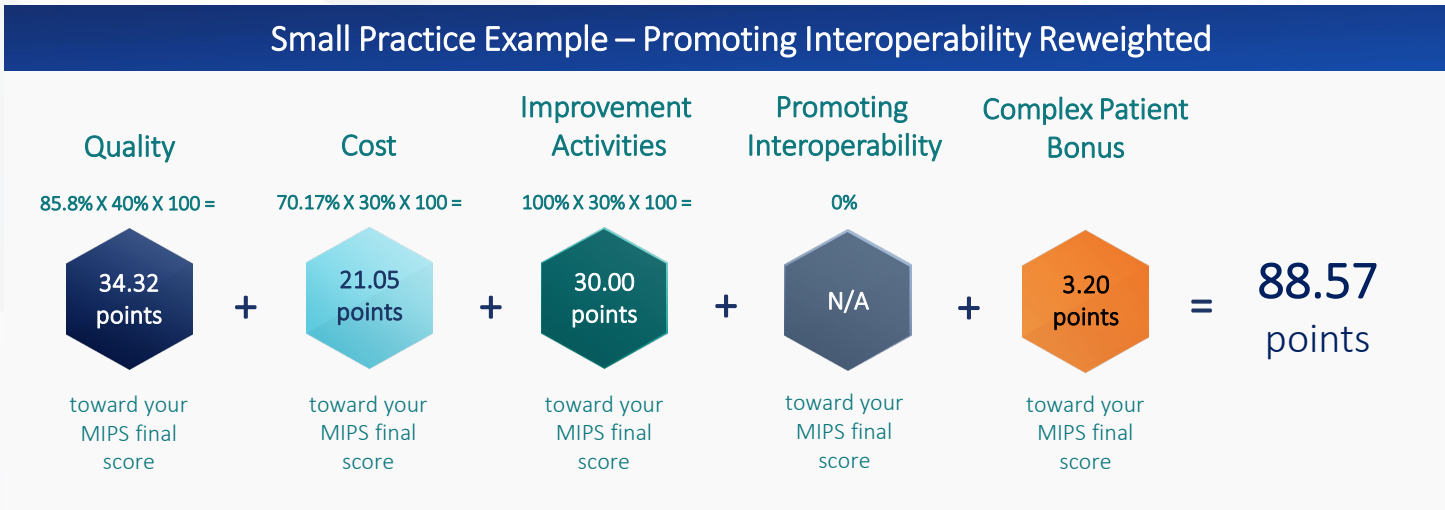 Small Practice Example – Promoting Interoperability Reweighted
Quality
85.8% X 40% X 100 =
34.32
points
toward your
MIPS final
score
+
Cost
70.17% X 30% X 100 =
21.05
points
toward your
MIPS final
score
+
Improvement
Activities
100% X 30% X 100 =
30.00
points
toward your
MIPS final
score
+
Promoting
Interoperability
0%
N/A
toward your
MIPS final
score
+
Complex Patient
Bonus
3.20
points
toward your
MIPS final
score
=
88.57
points